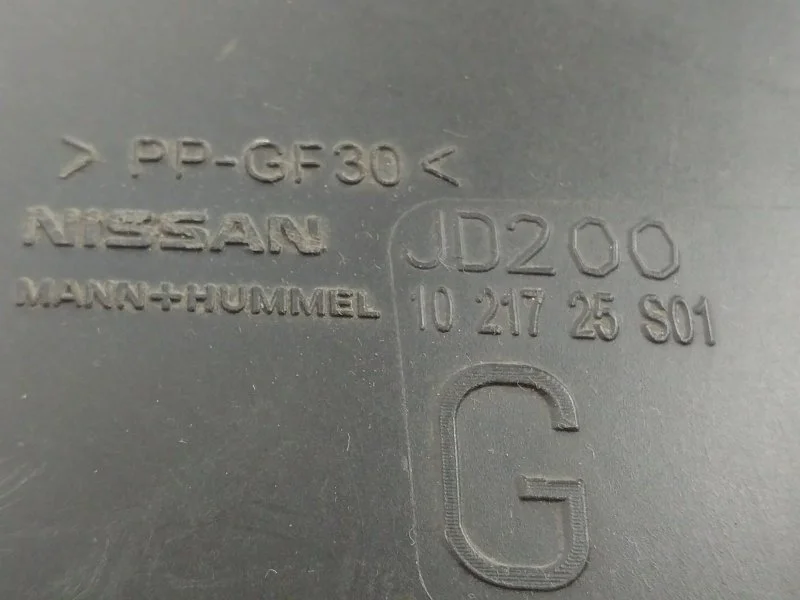 > PP-GF30 <
NISSAN
MANN+HUMMEL
JD200
10 217 25 S01
G